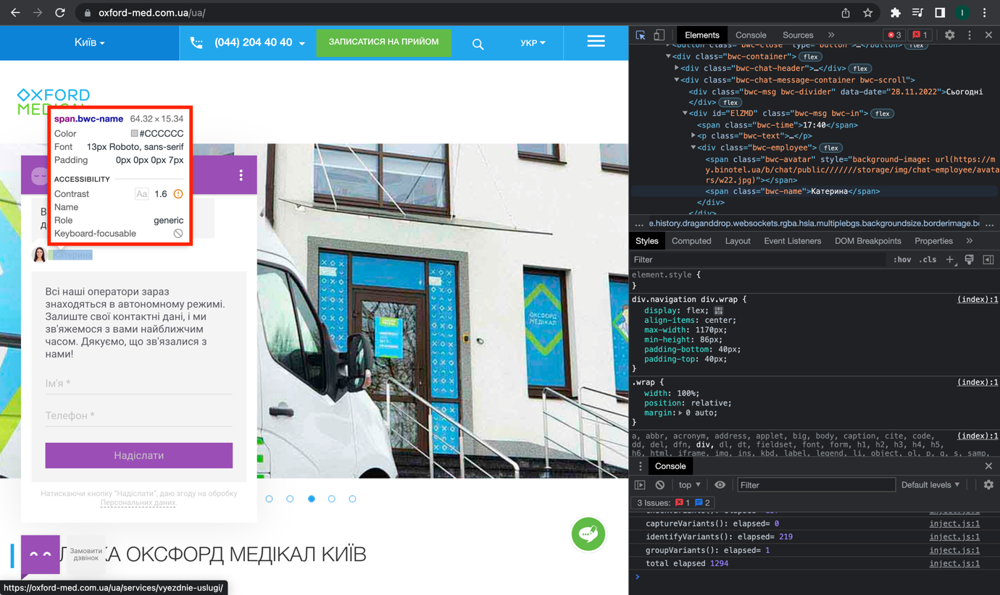 oxford-med.com.ua/ua/
I
Київ
(044) 204 40 40
ЗАПИСАТИСЯ НА ПРИЙОМ
УКР
OXFORD
MEDICAL
span.bwc-name 64.32 × 15.34
Color #CCCCCC
Font 13px Roboto, sans-serif
Padding 0px 0px 0px 7px
ACCESSIBILITY
Contrast Aa 1.6
Name
Role generic
Keyboard-focusable
В
д
Катерина
Всі наші оператори зараз
знаходяться в автономному режимі.
Залиште свої контактні дані, і ми
зв'яжемося з вами найближчим
часом. Дякуємо, що зв'язалися з
нами!
Ім'я *
Телефон *
Надіслати
Натискаючи кнопку "Надіслати", даю згоду на обробку
Персональних даних.
ОКСФОРД
МЕДІКАЛ
Замовити
дзвінок
КА ОКСФОРД МЕДІКАЛ КИЇВ
https://oxford-med.com.ua/ua/services/vyezdnie-uslugi/
Elements Console Sources » 3 1
<button class="bwc-close" type="button">…</button> flex
<div class="bwc-container"> flex
<div class="bwc-chat-header">…</div> flex
<div class="bwc-chat-message-container bwc-scroll">
<div class="bwc-msg bwc-divider" data-date="28.11.2022">Сьогодні
</div> flex
<div id="ElZMD" class="bwc-msg bwc-in"> flex
<span class="bwc-time">17:40</span>
<p class="bwc-text">…</p>
<div class="bwc-employee"> flex
<span class="bwc-avatar" style="background-image: url(https://m
y.binotel.ua/b/chat/public///////storage/img/chat-employee/avata
rs/w22.jpg)"></span>
<span class="bwc-name">Катерина</span>
</div>
</div>
… e.history.draganddrop.websockets.rgba.hsla.multiplebgs.backgroundsize.borderimage.bo …
Styles Computed Layout Event Listeners DOM Breakpoints Properties »
Filter :hov .cls +
element.style {
}
div.navigation div.wrap { (index):1
display: flex;
align-items: center;
max-width: 1170px;
min-height: 86px;
padding-bottom: 40px;
padding-top: 40px;
}
.wrap { (index):1
width: 100%;
position: relative;
margin: 0 auto;
}
a, abbr, acronym, address, applet, big, body, caption, cite, code, (index):1
dd, del, dfn, div, dl, dt, fieldset, font, form, h1, h2, h3, h4, h5,
h6, html, iframe, img, ins, kbd, label, legend, li, object, ol, p, q, s, samp,
Console
top Filter Default levels
3 Issues: 1 2
captureVariants(): elapsed= 0 inject.js:1
identifyVariants(): elapsed= 219 inject.js:1
groupVariants(): elapsed= 1 inject.js:1
total elapsed 1294 inject.js:1